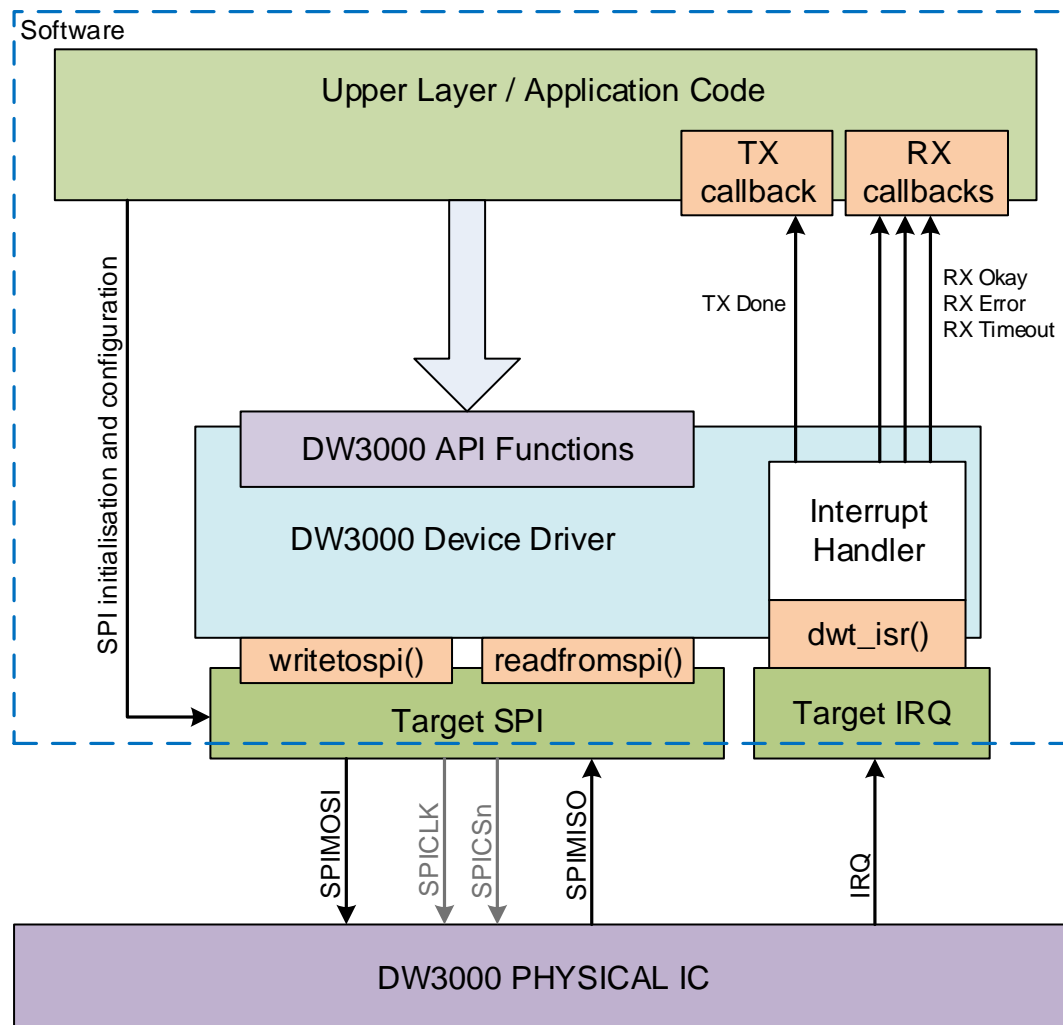 Software
Upper Layer / Application Code
TX
callback
RX
callbacks
SPI initialisation and configuration
TX Done
RX Okay
RX Error
RX Timeout
DW3000 API Functions
DW3000 Device Driver
Interrupt
Handler
dwt_isr()
writetospi()
readfromspi()
Target SPI
Target IRQ
SPIMOSI
SPICLK
SPICSn
SPIMISO
IRQ
DW3000 PHYSICAL IC